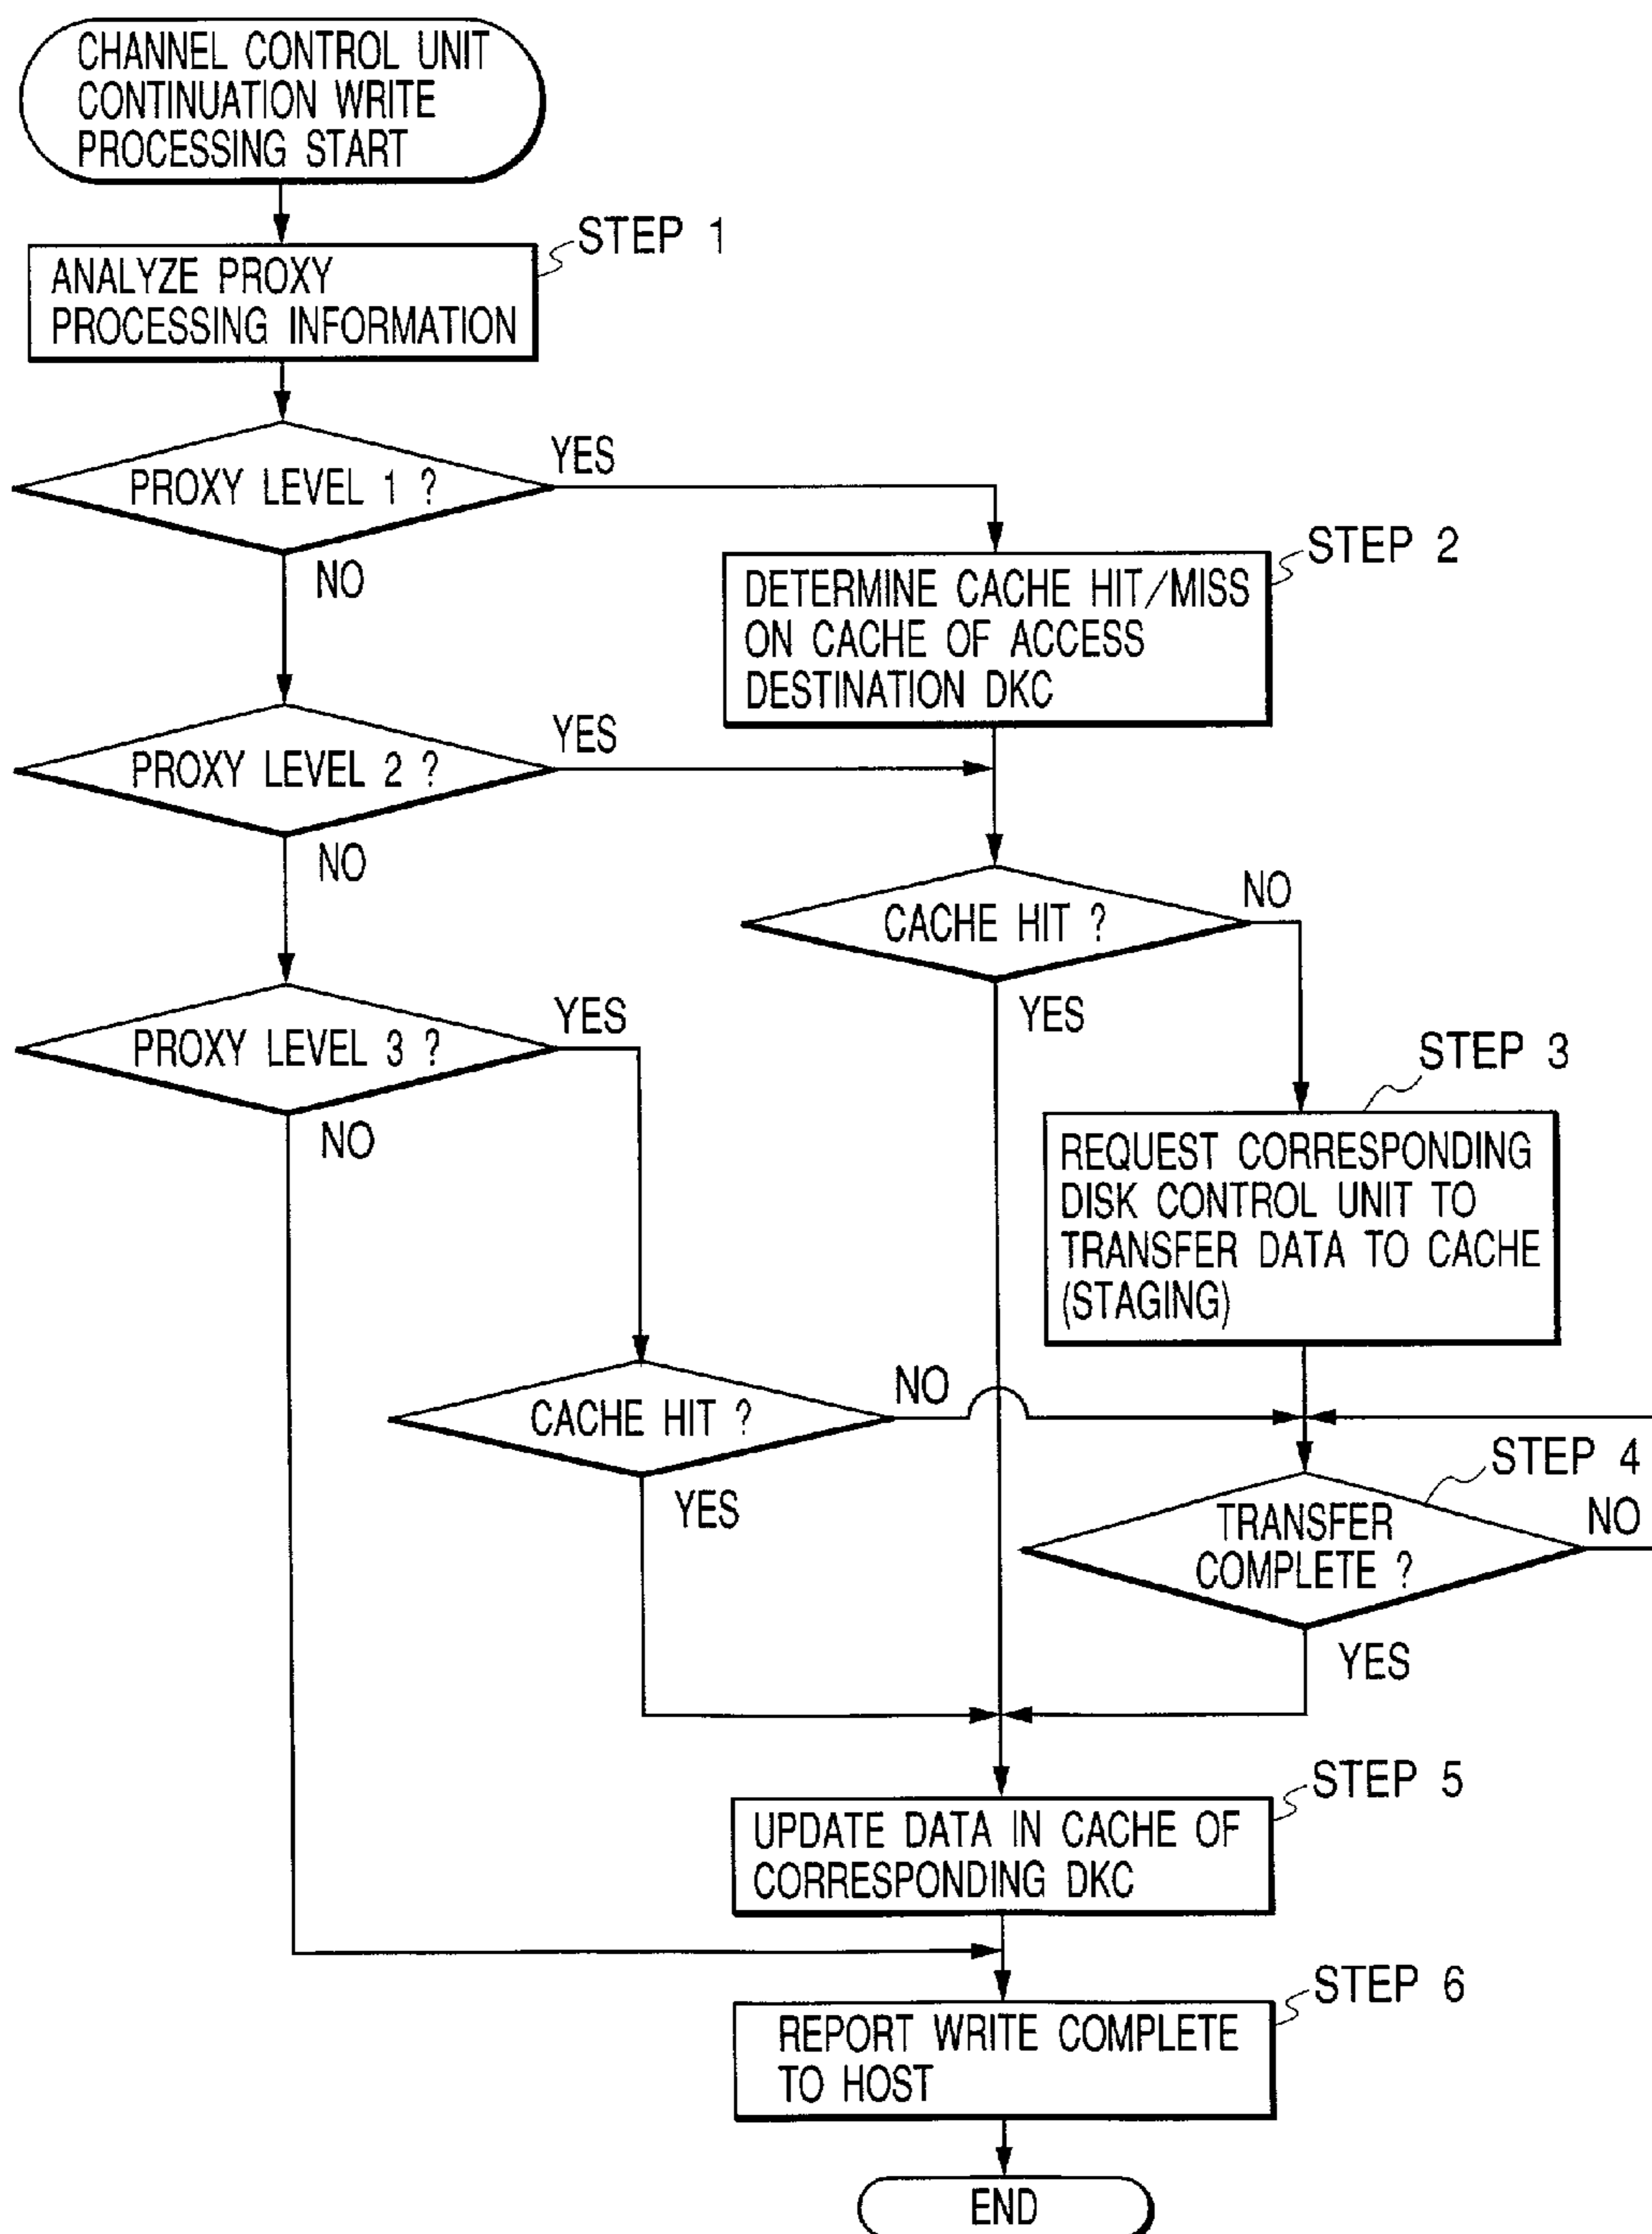 CHANNEL CONTROL UNIT
CONTINUATION WRITE
PROCESSING START
STEP 1
ANALYZE PROXY
PROCESSING INFORMATION
PROXY LEVEL 1 ?
YES
NO
STEP 2
DETERMINE CACHE HIT/MISS
ON CACHE OF ACCESS
DESTINATION DKC
PROXY LEVEL 2 ?
YES
NO
CACHE HIT ?
NO
YES
PROXY LEVEL 3 ?
YES
NO
STEP 3
REQUEST CORRESPONDING
DISK CONTROL UNIT TO
TRANSFER DATA TO CACHE
(STAGING)
CACHE HIT ?
NO
YES
STEP 4
TRANSFER
COMPLETE ?
NO
YES
STEP 5
UPDATE DATA IN CACHE OF
CORRESPONDING DKC
STEP 6
REPORT WRITE COMPLETE
TO HOST
END